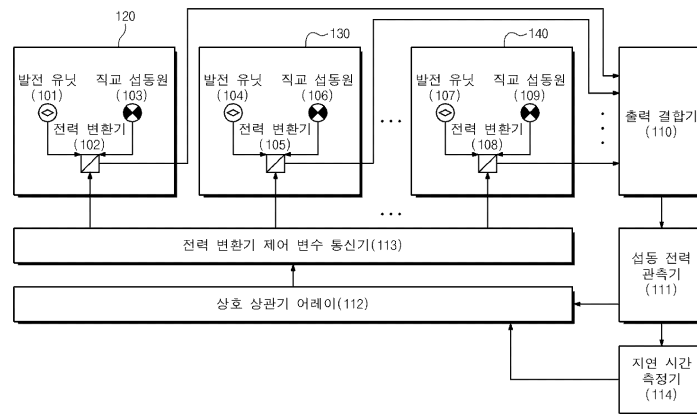 120
발전 유닛
(101)
직교 섭동원
(103)
전력 변환기
(102)
130
발전 유닛
(104)
직교 섭동원
(106)
전력 변환기
(105)
...
140
발전 유닛
(107)
직교 섭동원
(109)
전력 변환기
(108)
출력 결합기
(110)
...
전력 변환기 제어 변수 통신기(113)
상호 상관기 어레이(112)
섭동 전력
관측기
(111)
지연 시간
측정기
(114)